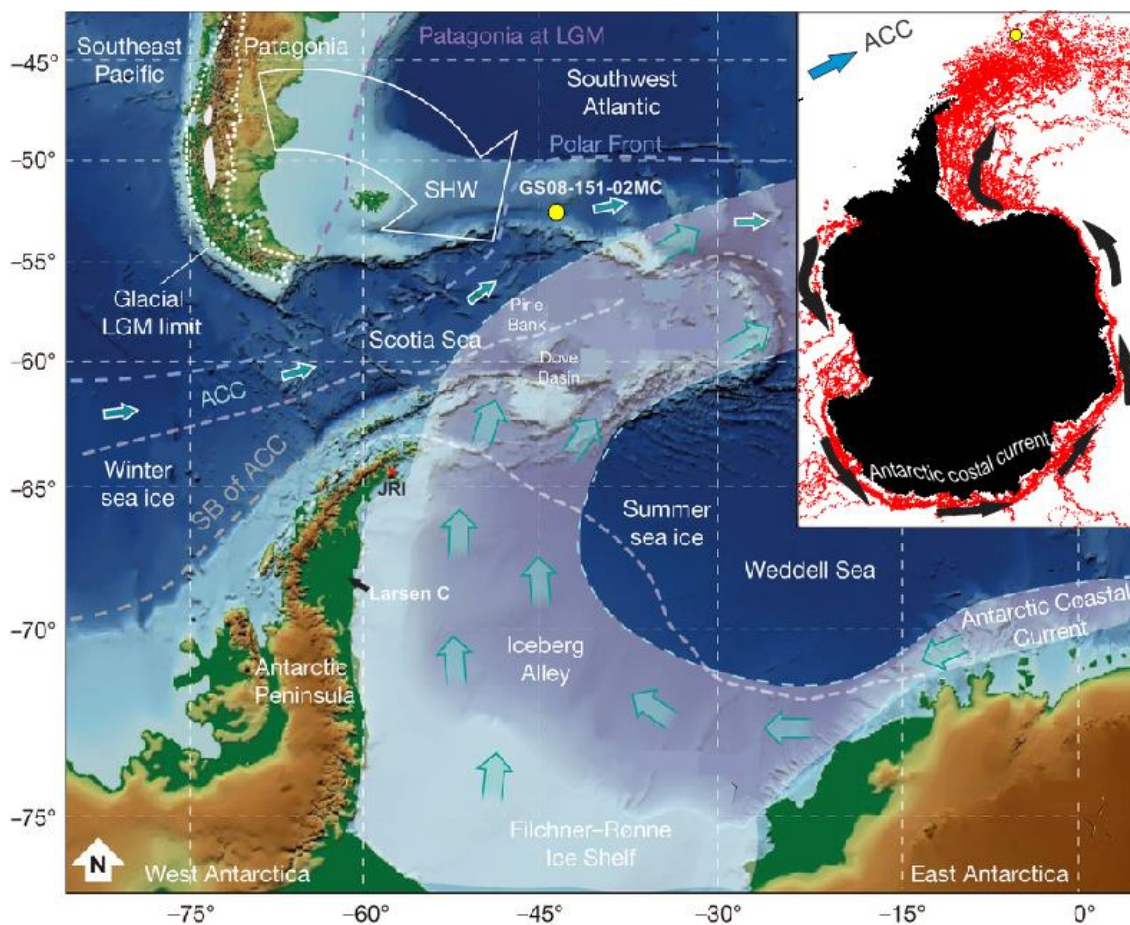 Southeast
Pacific
Patagonia
Patagonia at LGM
Southwest
Atlantic
Polar Front
GS08-151-02MC
SHW
Glacial
LGM limit
Scotia Sea
Pirie
Bank
Dove
Basin
ACC
Winter
sea ice
SB of ACC
JRI
Larsen C
Summer
sea ice
Weddell Sea
Antarctic Coastal
Current
Iceberg
Alley
Antarctic
Peninsula
Filchner–Renne
Ice Shelf
N
West Antarctica
East Antarctica
ACC
Antarctic costal current
−45°
−50°
−55°
−60°
−65°
−70°
−75°
−75°
−60°
−45°
−30°
−15°
0°